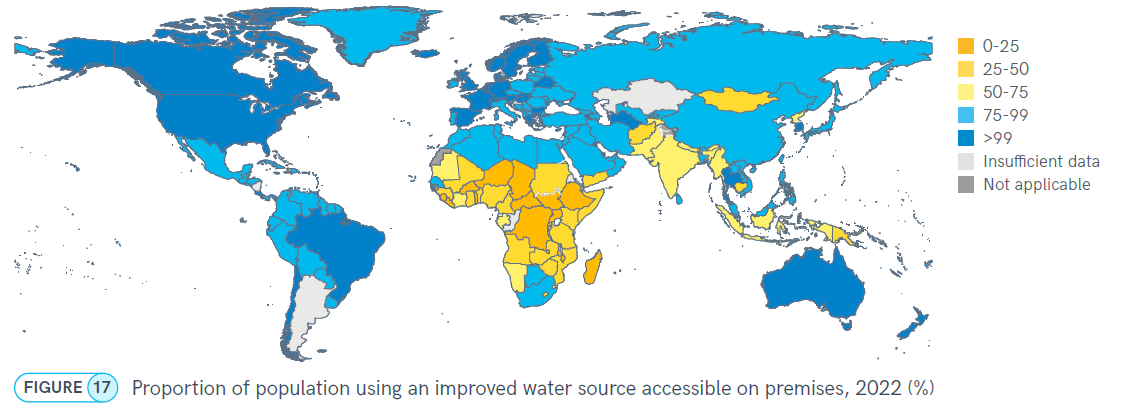 0-25
25-50
50-75
75-99
>99
Insufficient data
Not applicable
FIGURE 17 Proportion of population using an improved water source accessible on premises, 2022 (%)